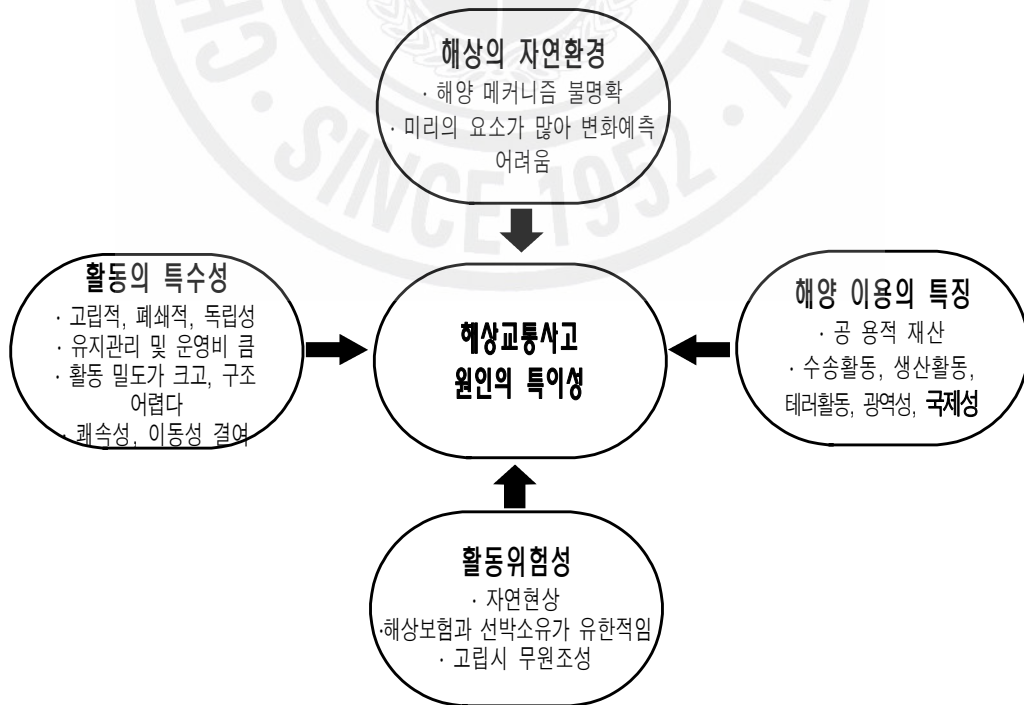 해상의 자연환경
· 해양 메커니즘 불명확
· 미리의 요소가 많아 변화예측
어려움
활동의 특수성
· 고립적, 폐쇄적, 독립성
· 유지관리 및 운영비 큼
· 활동 밀도가 크고, 구조
어렵다
· 쾌속성, 이동성 결여
해상교통사고
원인의 특이성
해양 이용의 특징
· 공 용적 재산
· 수송활동, 생산활동,
테러활동, 광역성, 국제성
활동위험성
· 자연현상
·해상보험과 선박소유가 유한적임
· 고립시 무원조성
· SINCE 1952 ·